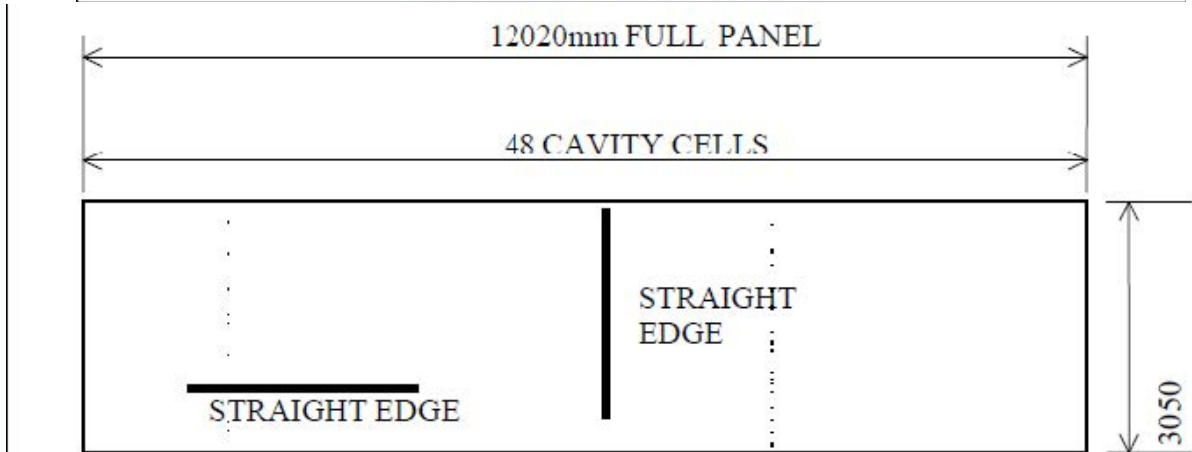 12020mm FULL PANEL
48 CAVITY CELLS
STRAIGHT
EDGE
STRAIGHT EDGE
3050